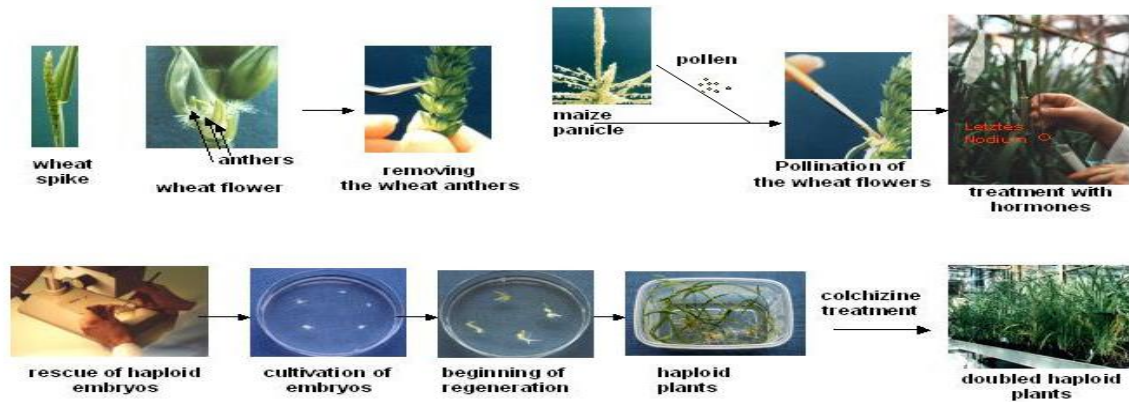 wheat
spike
anthers
wheat flower
removing
the wheat anthers
maize
panicle
pollen
Pollination of
the wheat flowers
Letztes
Nodium
treatment with
hormones
rescue of haploid
embryos
cultivation of
embryos
beginning of
regeneration
haploid
plants
colchizine
treatment
doubled haploid
plants